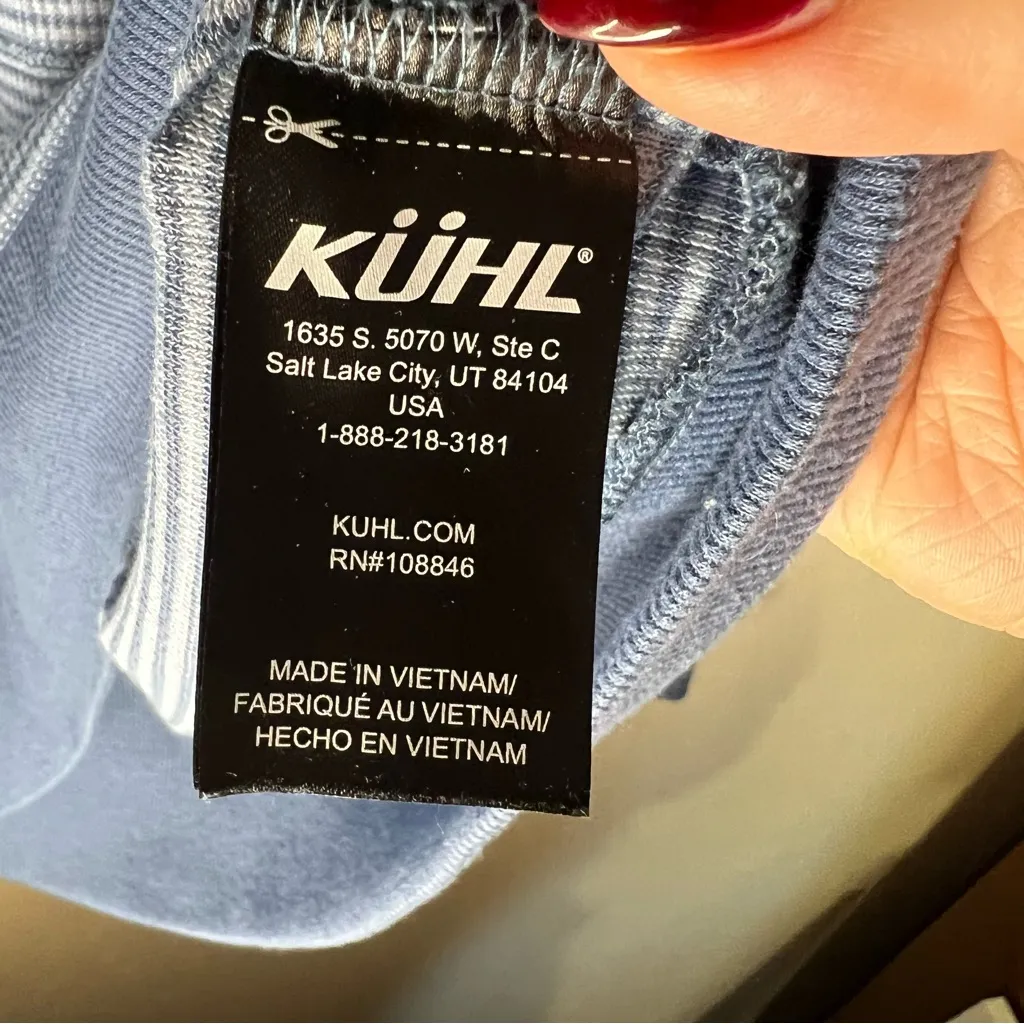 KÜHL®
1635 S. 5070 W, Ste C
Salt Lake City, UT 84104
USA
1-888-218-3181
KUHL.COM
RN#108846
MADE IN VIETNAM/
FABRIQUÉ AU VIETNAM/
HECHO EN VIETNAM